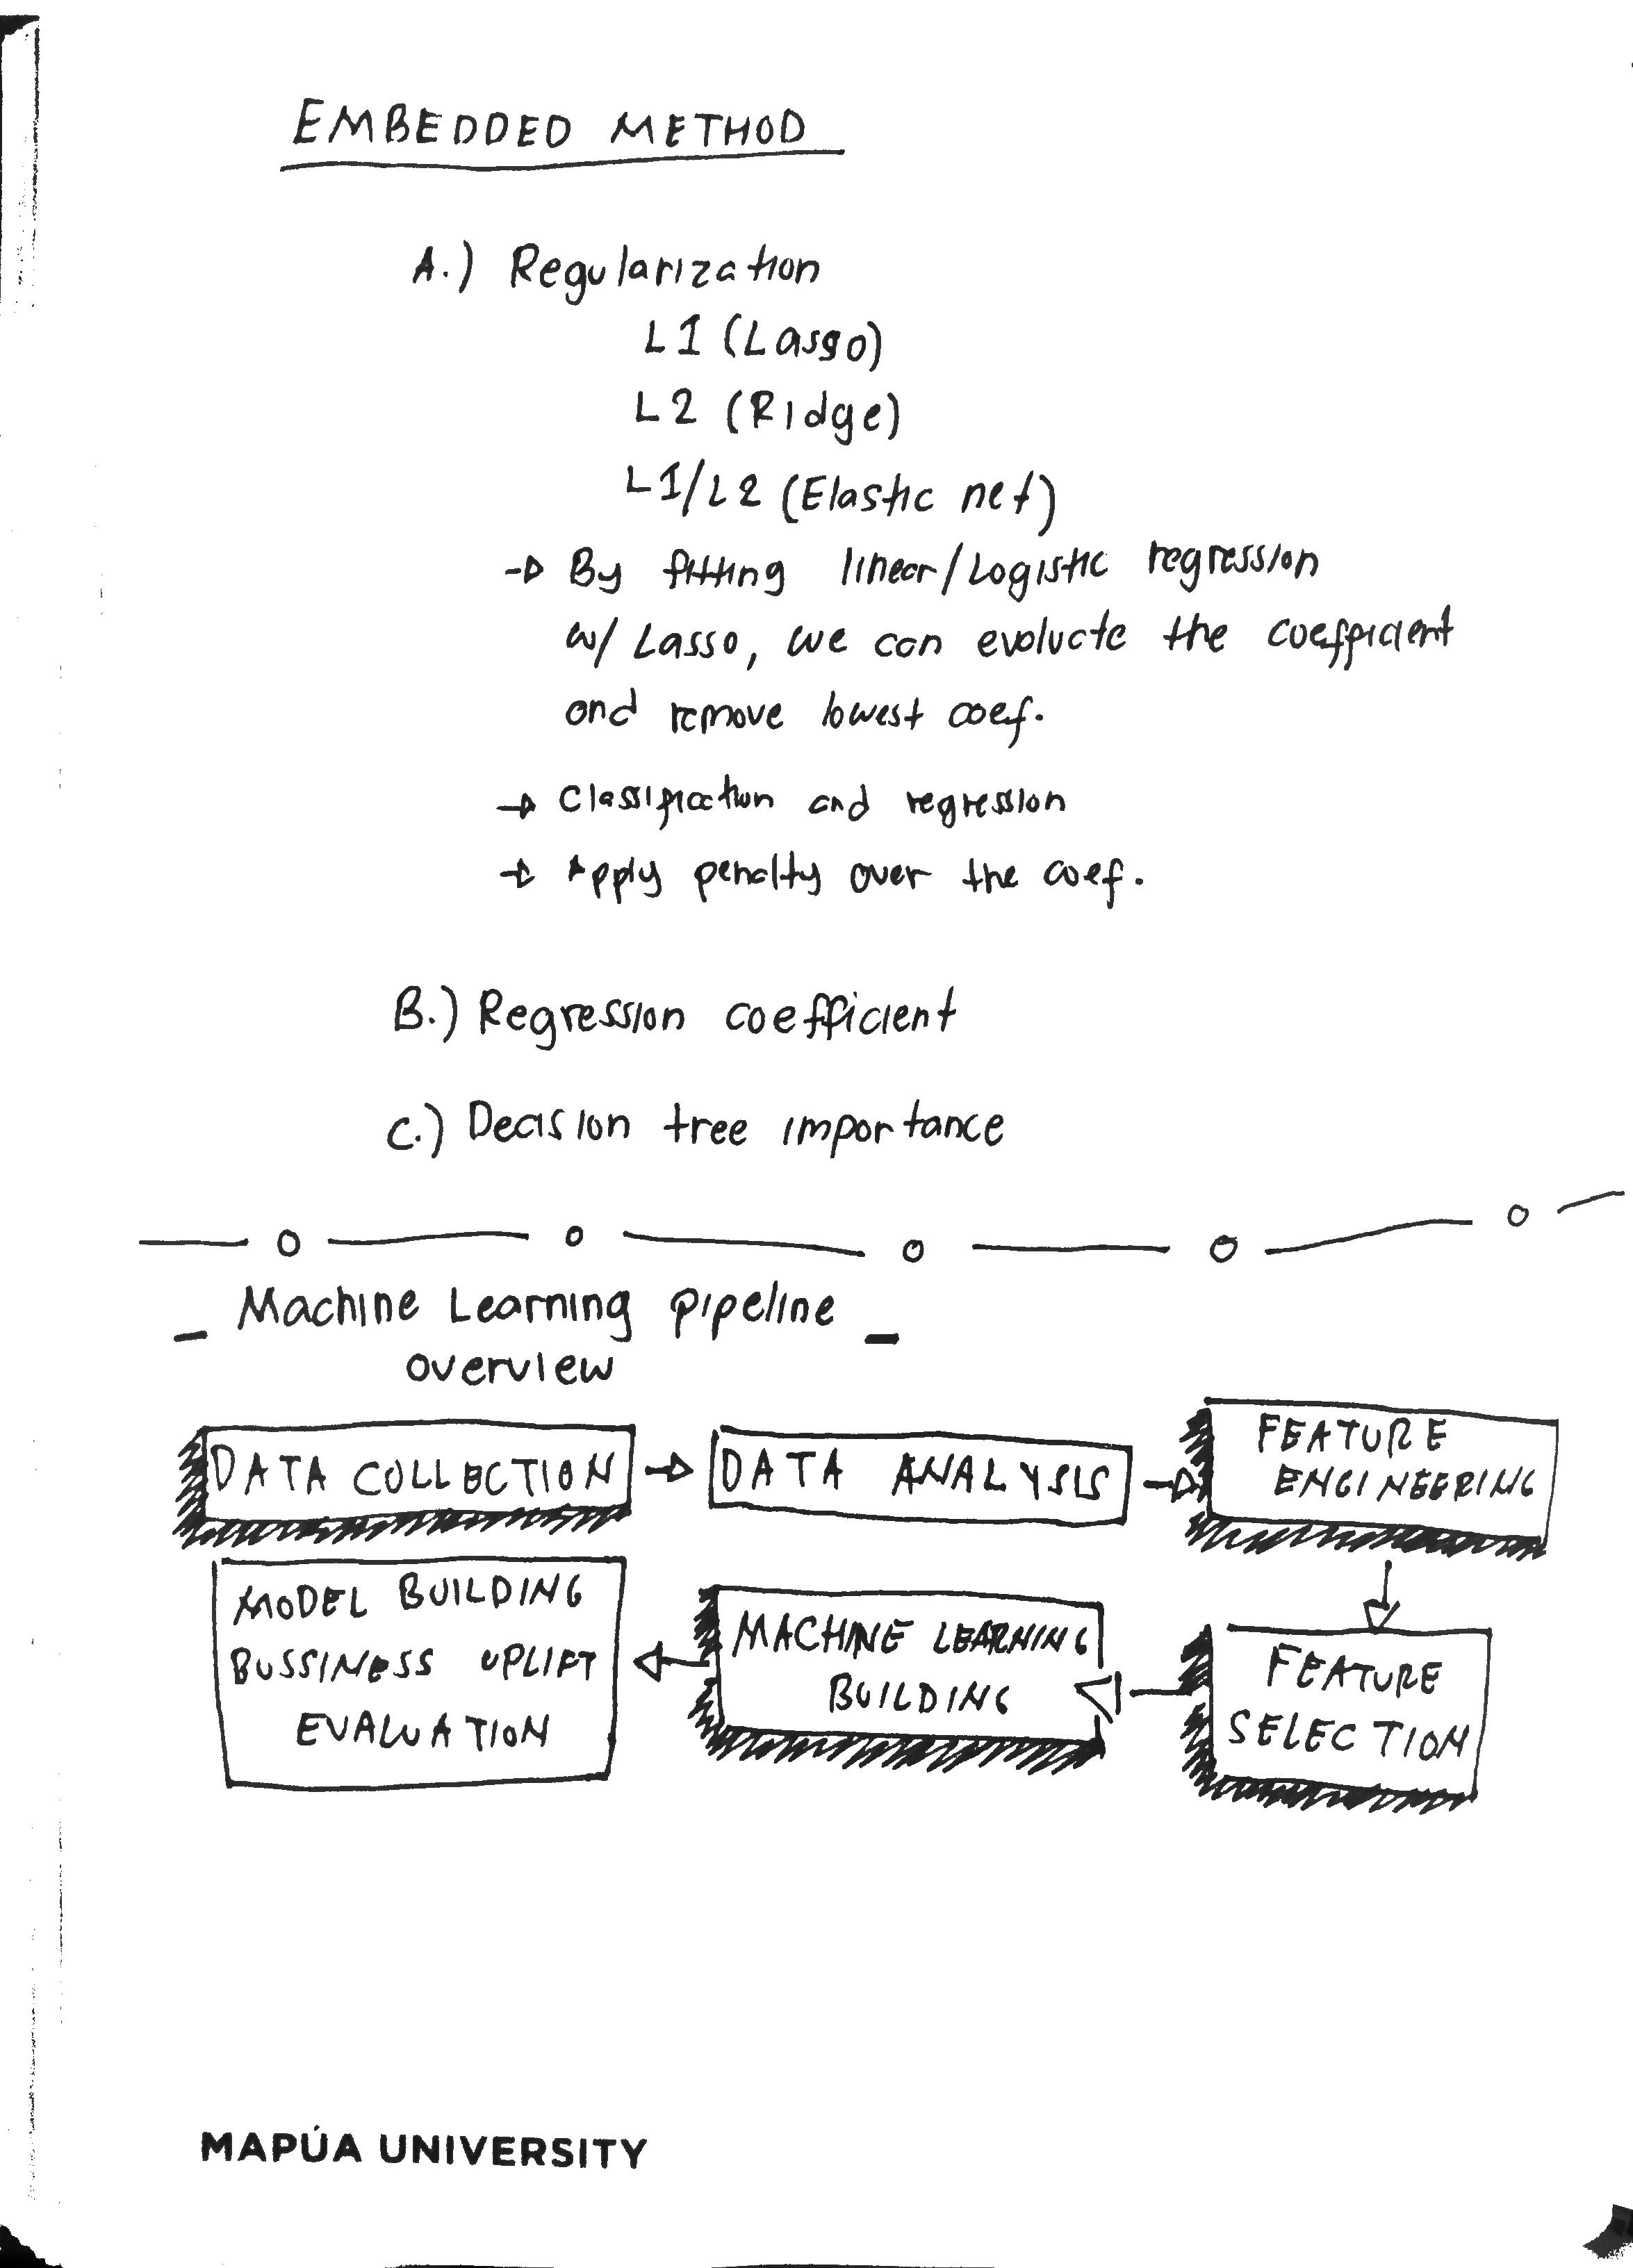 EMBEDDED METHOD
A.) Regularization
L1 (Lasso)
L2 (Ridge)
L1/L2 (Elastic net)
→ By fitting linear/Logistic regression
w/ Lasso, we can evaluate the coefficient
and remove lowest coef.
→ Classification and regression
→ Apply penalty over the coef.
B.) Regression coefficient
C.) Decision tree importance
Machine Learning pipeline
overview
DATA COLLECTION → DATA ANALYSIS →
FEATURE
ENGINEERING
FEATURE
SELECTION
MACHINE LEARNING
BUILDING
MODEL BUILDING
BUSSINESS UPLIFT
EVALUATION
MAPÚA UNIVERSITY